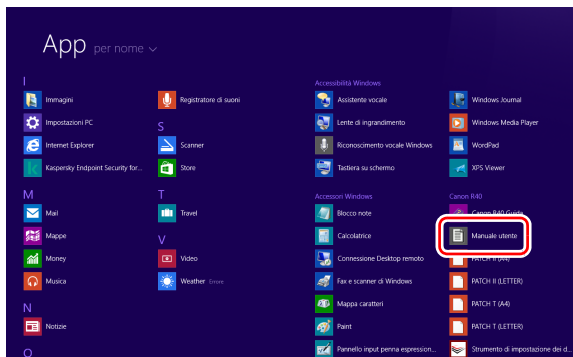 App per nome
I
Immagini
Impostazioni PC
Internet Explorer
Kaspersky Endpoint Security for...
M
Mail
Mappe
Money
Musica
N
Notizie
O
Registratore di suoni
S
Scanner
Store
T
Travel
V
Video
Weather Errore
Accessibilità Windows
Assistente vocale
Lente di ingrandimento
Riconoscimento vocale Windows
Tastiera su schermo
Accessori Windows
Blocco note
Calcolatrice
Connessione Desktop remoto
Fax e scanner di Windows
Mappa caratteri
Paint
Pannello input penna espression...
Windows Journal
Windows Media Player
WordPad
XPS Viewer
Canon R40
Canon R40 Guida
Manuale utente
PATCH II (A4)
PATCH II (LETTER)
PATCH T (A4)
PATCH T (LETTER)
Strumento di impostazione dei d...